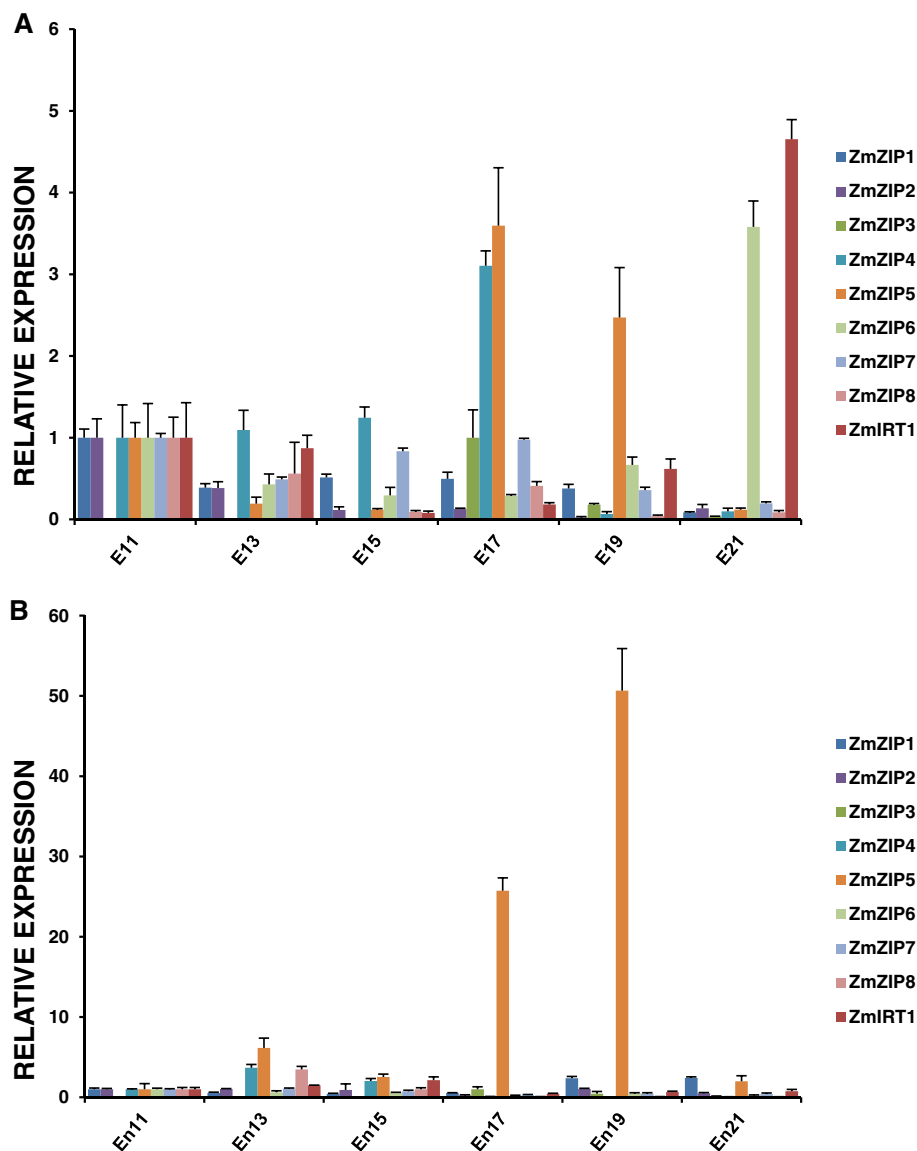 A
RELATIVE EXPRESSION
6
5
4
3
2
1
0
E11
E13
E15
E17
E19
E21
ZmZIP1
ZmZIP2
ZmZIP3
ZmZIP4
ZmZIP5
ZmZIP6
ZmZIP7
ZmZIP8
ZmIRT1
B
RELATIVE EXPRESSION
60
50
40
30
20
10
0
En11
En13
En15
En17
En19
En21
ZmZIP1
ZmZIP2
ZmZIP3
ZmZIP4
ZmZIP5
ZmZIP6
ZmZIP7
ZmZIP8
ZmIRT1